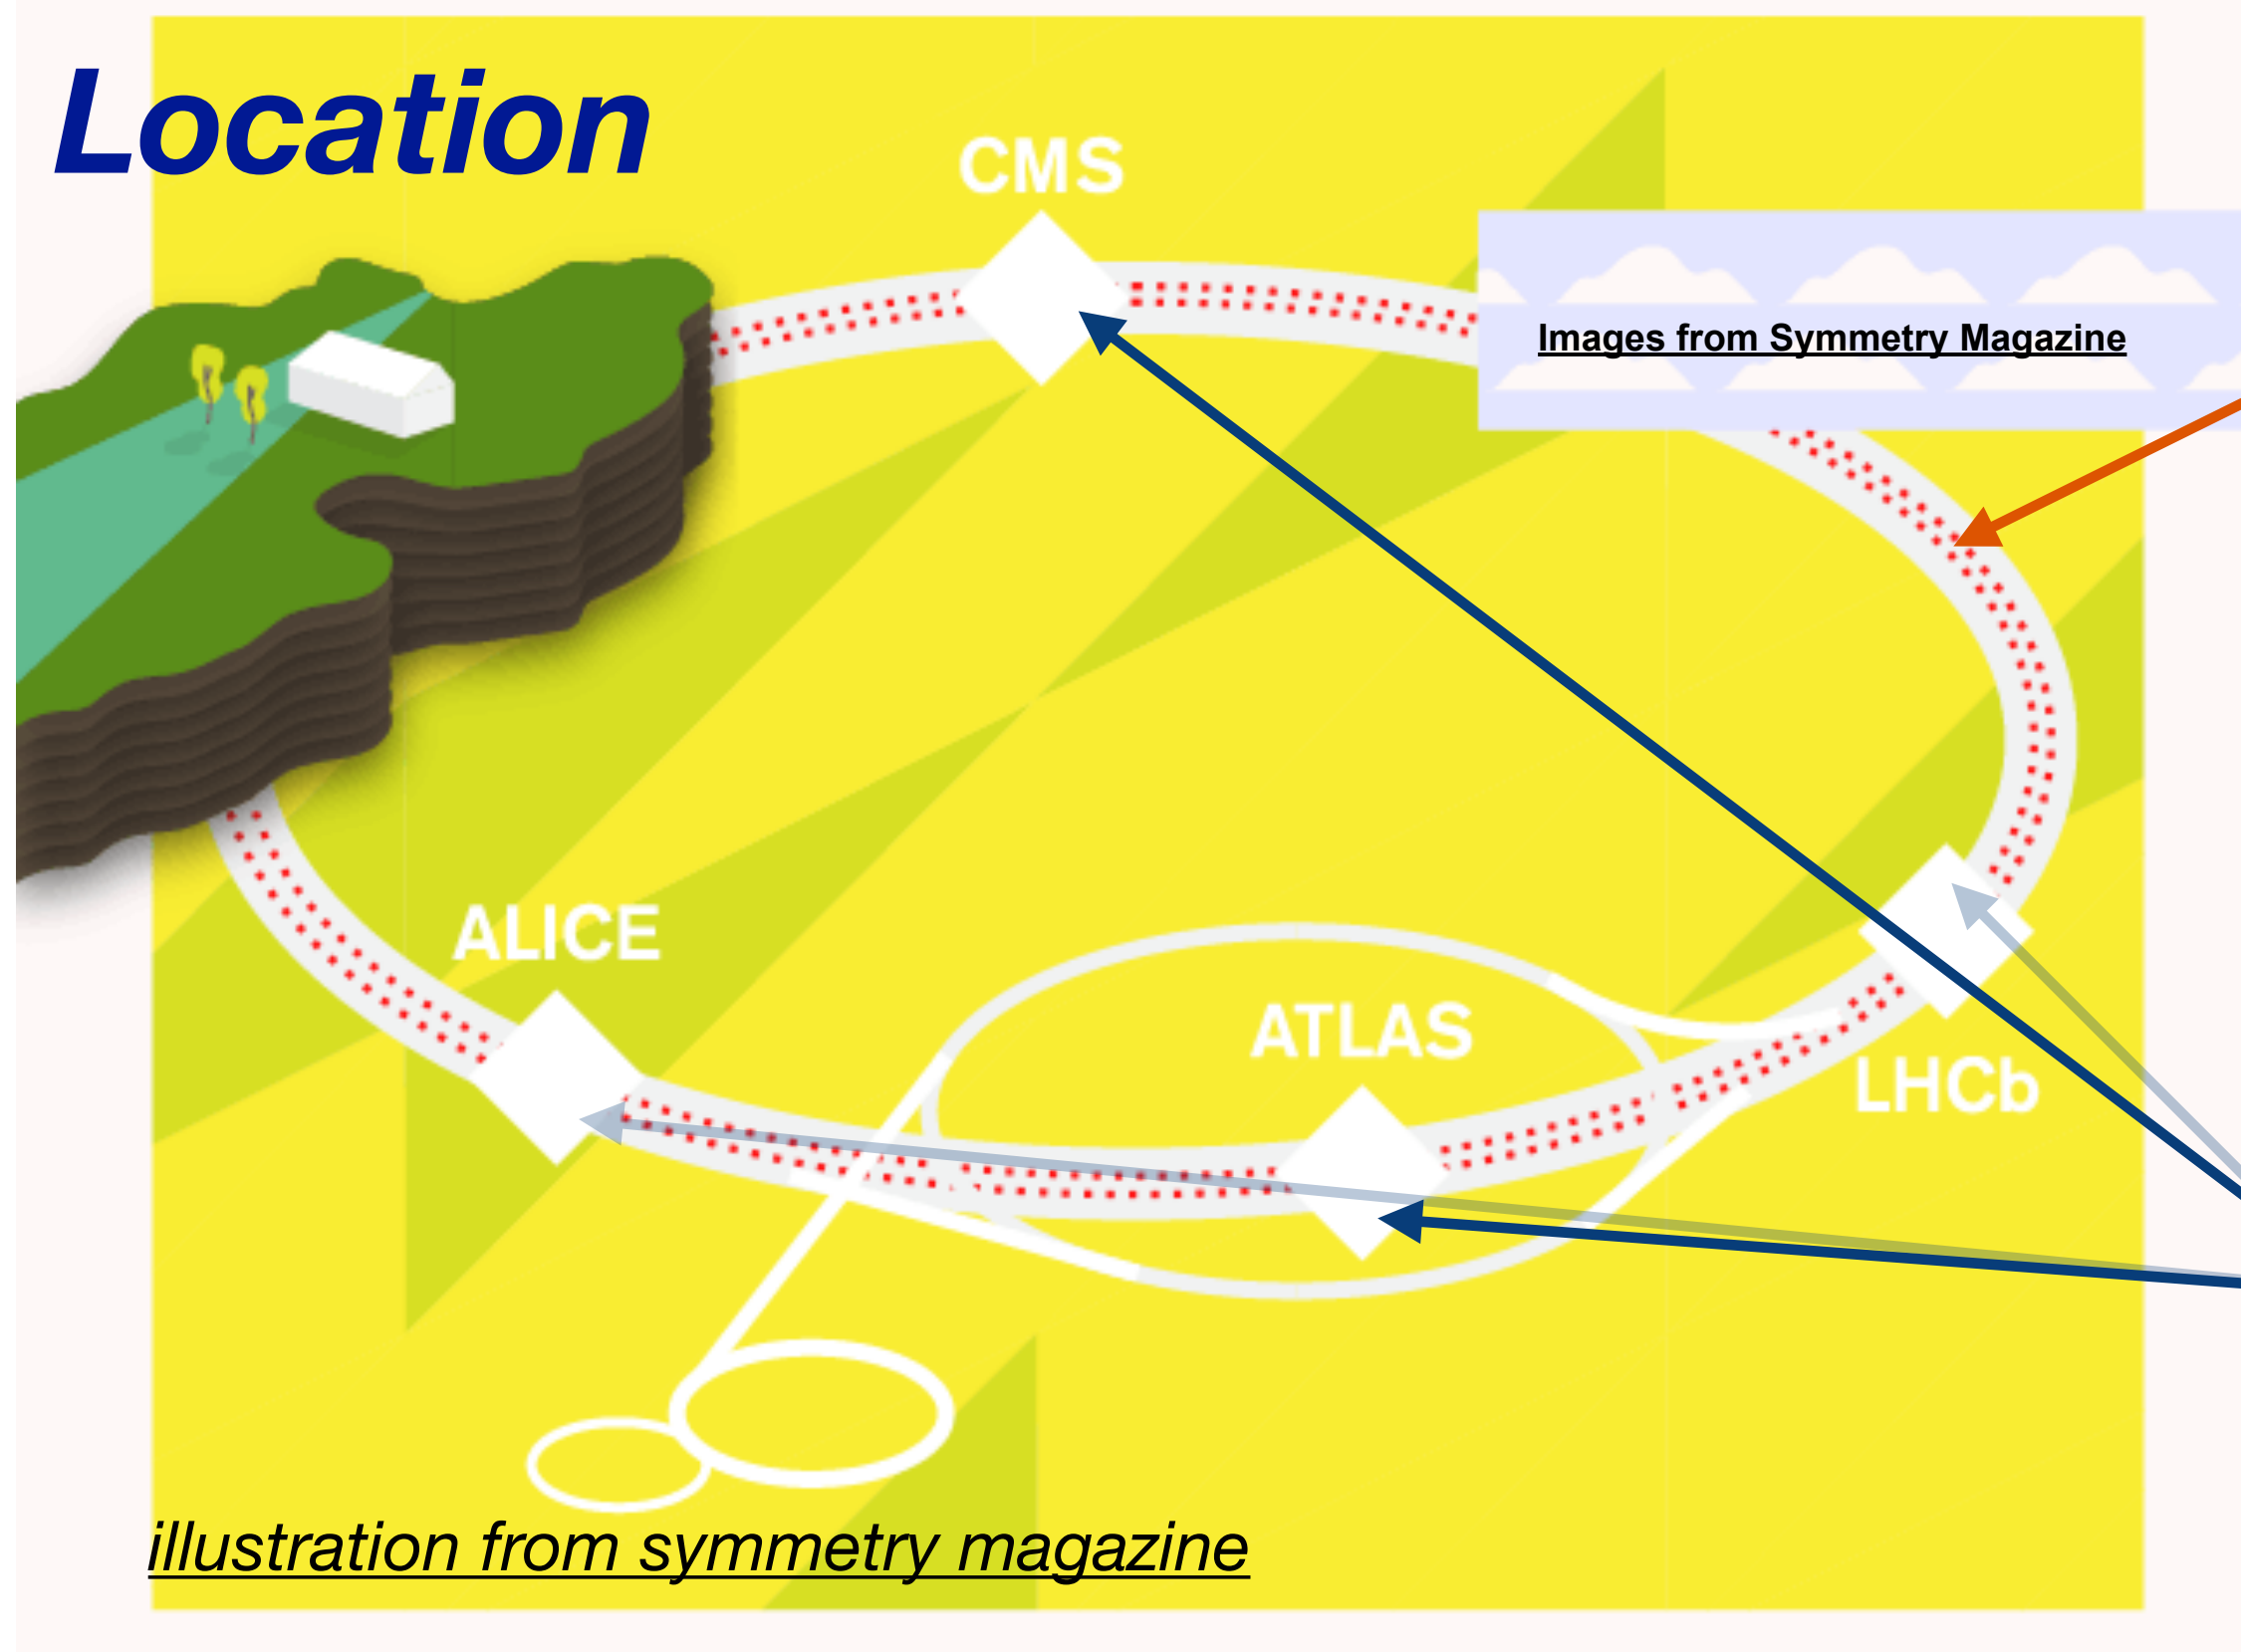 Location
CMS
Images from Symmetry Magazine
ALICE
ATLAS
LHCb
illustration from symmetry magazine